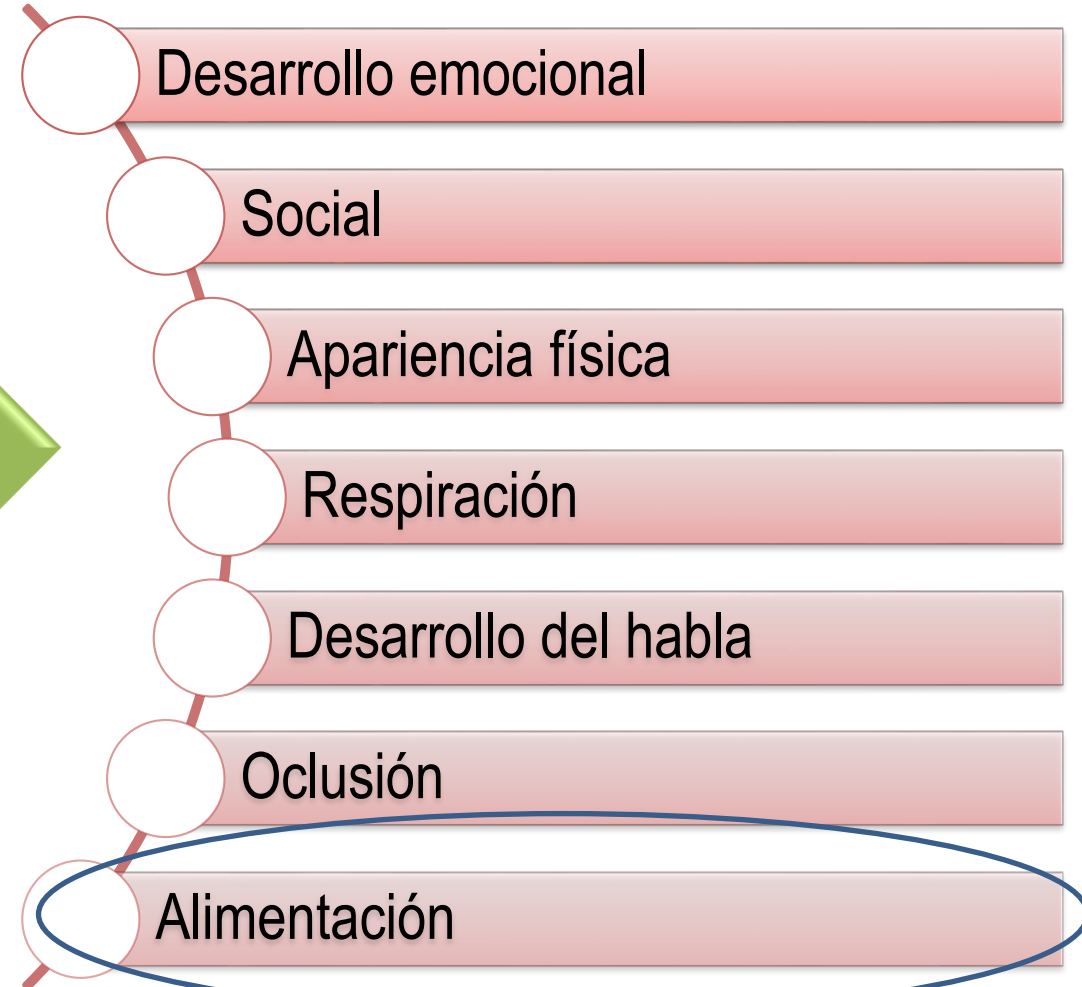 Desarrollo emocional
Social
Apariencia física
Respiración
Desarrollo del habla
Oclusión
Alimentación